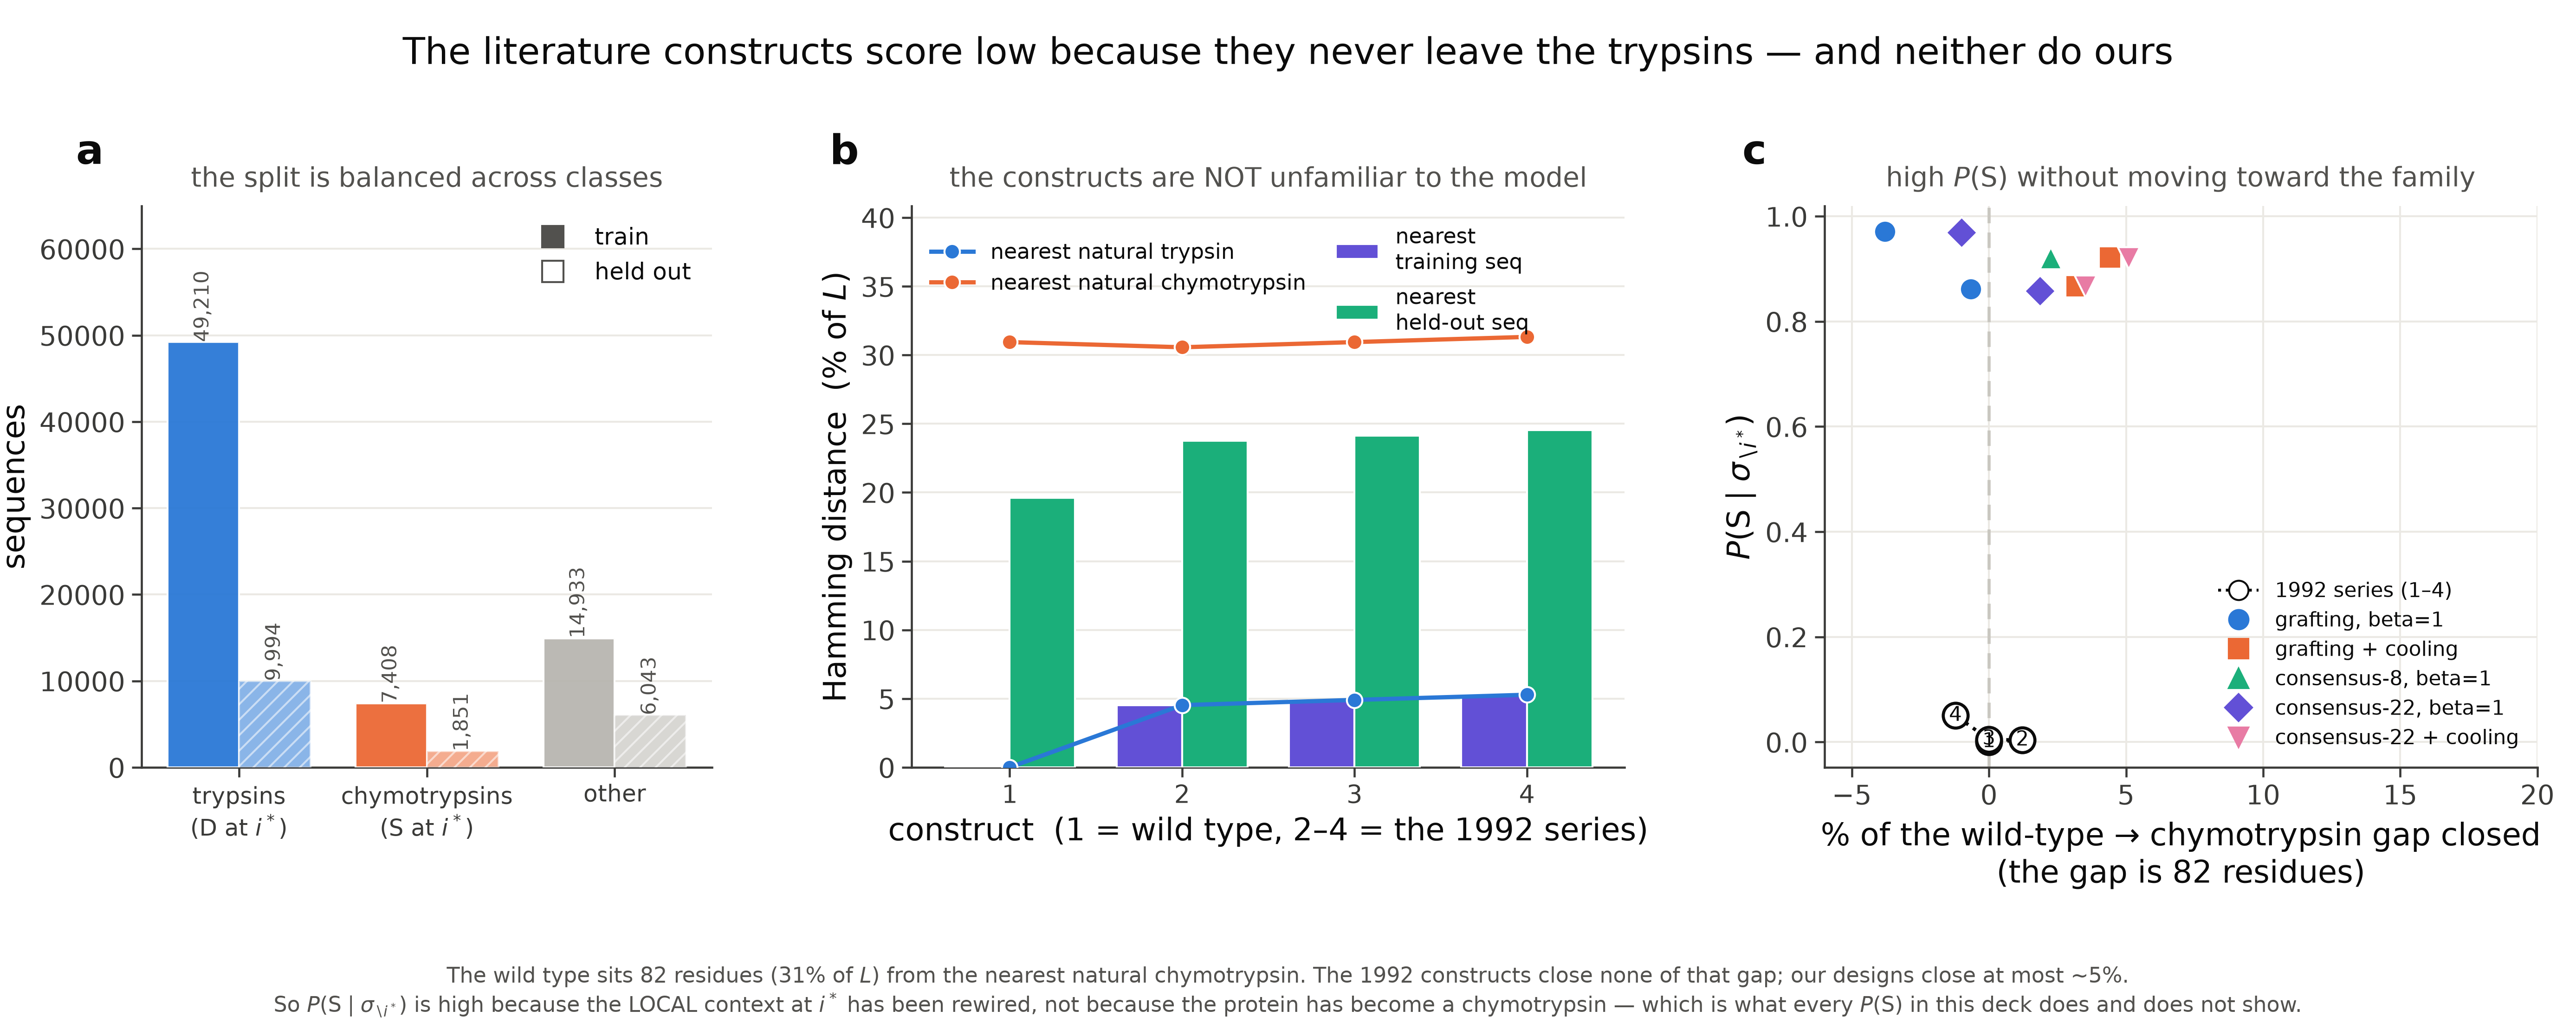 The literature constructs score low because they never leave the trypsins — and neither do ours
a
the split is balanced across classes
sequences
60000
50000
40000
30000
20000
10000
0
train
held out
49,210
9,994
7,408
1,851
14,933
6,043
trypsins
(D at i*)
chymotrypsins
(S at i*)
other
b
the constructs are NOT unfamiliar to the model
Hamming distance (% of L)
40
35
30
25
20
15
10
5
0
nearest natural trypsin
nearest natural chymotrypsin
nearest
training seq
nearest
held-out seq
1
2
3
4
construct (1 = wild type, 2–4 = the 1992 series)
c
high P(S) without moving toward the family
P(S | σ\i*)
1.0
0.8
0.6
0.4
0.2
0.0
4
3
1
2
1992 series (1–4)
grafting, beta=1
grafting + cooling
consensus-8, beta=1
consensus-22, beta=1
consensus-22 + cooling
−5
0
5
10
15
20
% of the wild-type → chymotrypsin gap closed
(the gap is 82 residues)
The wild type sits 82 residues (31% of L) from the nearest natural chymotrypsin. The 1992 constructs close none of that gap; our designs close at most ~5%.
So P(S | σ\i*) is high because the LOCAL context at i* has been rewired, not because the protein has become a chymotrypsin — which is what every P(S) in this deck does and does not show.